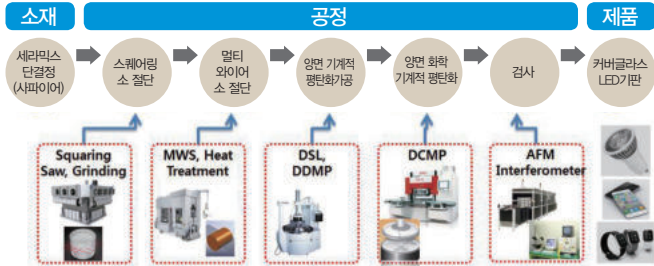 소재
공정
제품
세라믹스
단결정
(사파이어)
스퀘어링
소 절단
멀티
와이어
소 절단
양면 기계적
평탄화가공
양면 화학
기계적 평탄화
검사
커버글라스
LED기판
Squaring
Saw, Grinding
MWS, Heat
Treatment
DSL,
DDMP
DCMP
AFM
Interferometer